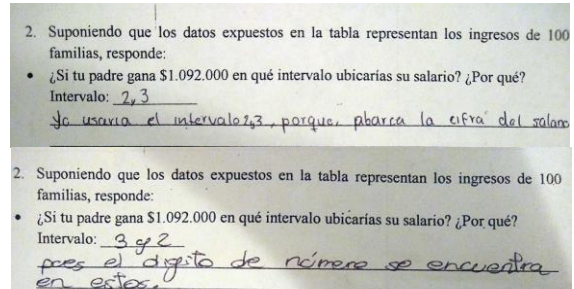 2. Suponiendo que los datos expuestos en la tabla representan los ingresos de 100
familias, responde:
• ¿Si tu padre gana $1.092.000 en qué intervalo ubicarías su salario? ¿Por qué?
Intervalo: 2,3
Yo usaria el intervalo 2,3, porque, abarca la cifra del salario
2. Suponiendo que los datos expuestos en la tabla representan los ingresos de 100
familias, responde:
• ¿Si tu padre gana $1.092.000 en qué intervalo ubicarías su salario? ¿Por qué?
Intervalo: 3 y 2
pues el digito de número se encuentra
en estos.